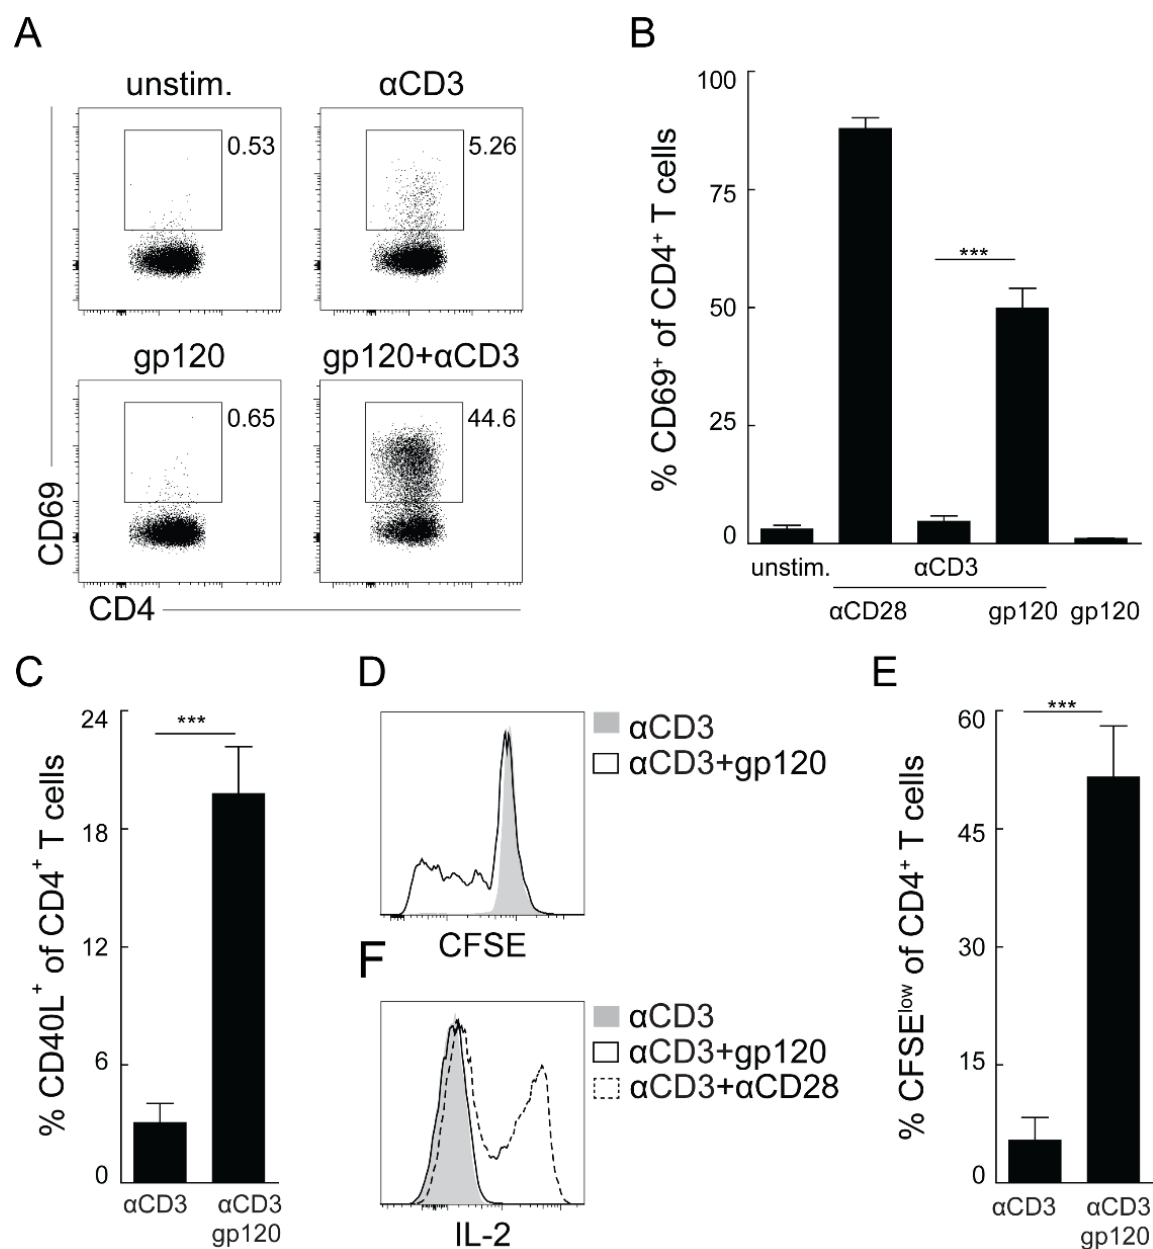 A
unstim.
αCD3
0.53
5.26
gp120
gp120+αCD3
0.65
44.6
CD69
CD4
B
% CD69⁺ of CD4⁺ T cells
100
75
50
25
0
***
unstim.
αCD3
αCD28
gp120
gp120
C
% CD40L⁺ of CD4⁺ T cells
24
18
12
6
0
***
αCD3
αCD3
gp120
D
αCD3
αCD3+gp120
CFSE
E
% CFSEˡᵒʷ of CD4⁺ T cells
60
45
30
15
0
***
αCD3
αCD3
gp120
F
αCD3
αCD3+gp120
αCD3+αCD28
IL-2